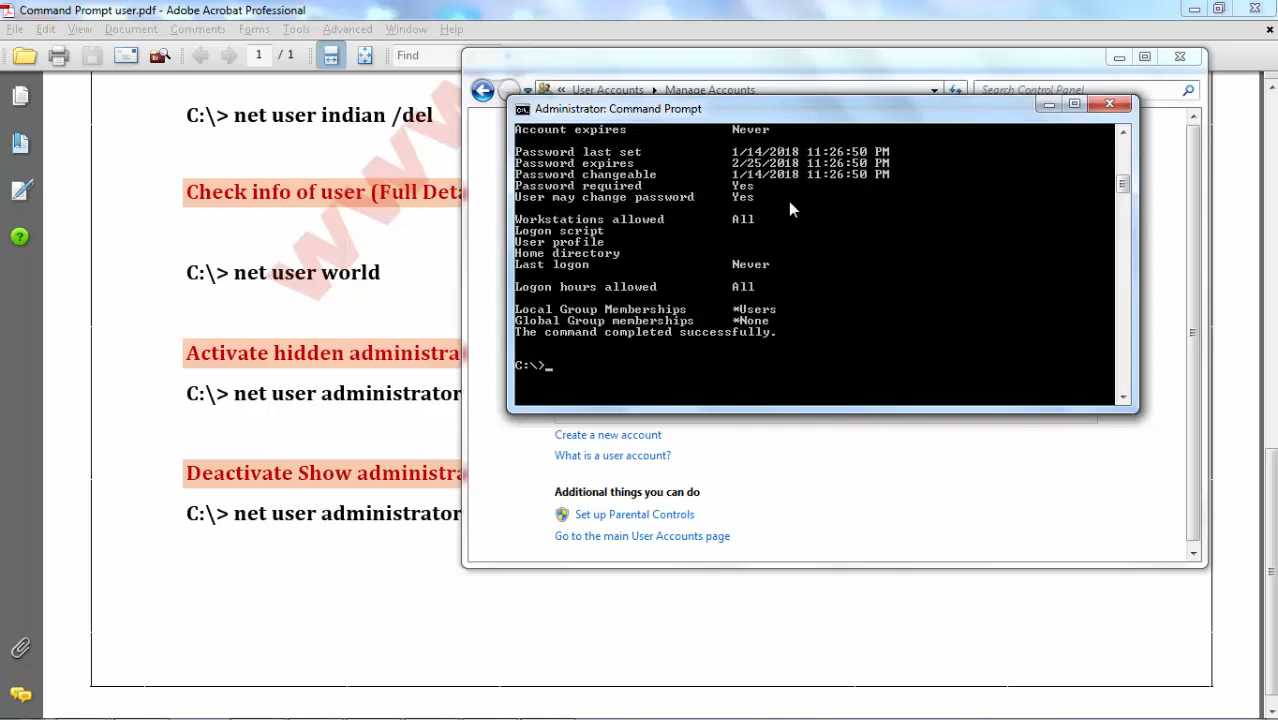 Command Prompt user.pdf - Adobe Acrobat Professional
File Edit View Document Comments Forms Tools Advanced Window Help
1 / 1 Find
C:\> net user indian /del
Check info of user (Full Deta
C:\> net user world
Activate hidden administra
C:\> net user administrator
Deactivate Show administra
C:\> net user administrator
www
User Accounts Manage Accounts Search Control Panel
Administrator: Command Prompt
Account expires Never
Password last set 1/14/2018 11:26:50 PM
Password expires 2/25/2018 11:26:50 PM
Password changeable 1/14/2018 11:26:50 PM
Password required Yes
User may change password Yes
Workstations allowed All
Logon script
User profile
Home directory
Last logon Never
Logon hours allowed All
Local Group Memberships *Users
Global Group memberships *None
The command completed successfully.
C:\>_
Create a new account
What is a user account?
Additional things you can do
Set up Parental Controls
Go to the main User Accounts page